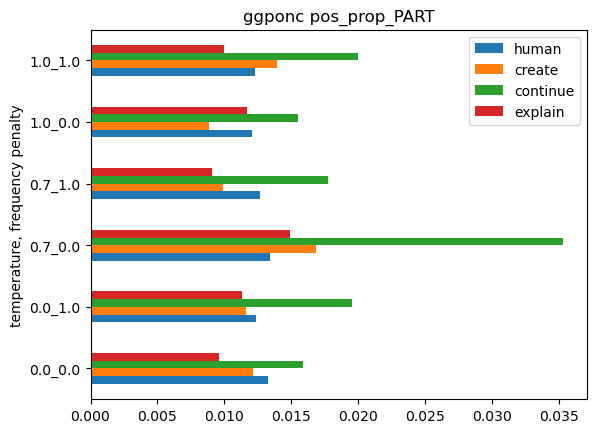 ggponc pos_prop_PART
human
create
continue
explain
temperature, frequency penalty
1.0_1.0
1.0_0.0
0.7_1.0
0.7_0.0
0.0_1.0
0.0_0.0
0.000 0.005 0.010 0.015 0.020 0.025 0.030 0.035